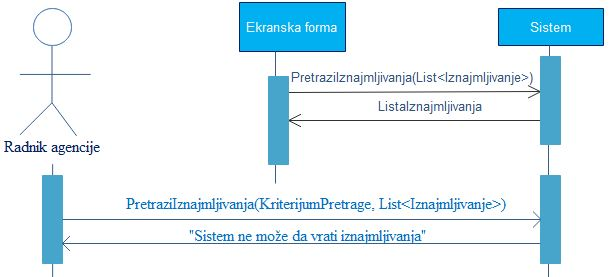 Ekranska forma
Sistem
PretraziIznajmljivanja(List<Iznajmljivanje>)
ListaIznajmljivanja
Radnik agencije
PretraziIznajmljivanja(KriterijumPretrage, List<Iznajmljivanje>)
"Sistem ne može da vrati iznajmljivanja"